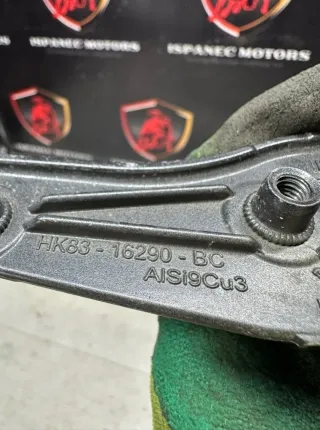 ISPANEC MOTORS
ISPANEC MOTORS
HK83 - 16290 - BC
AlSi9Cu3